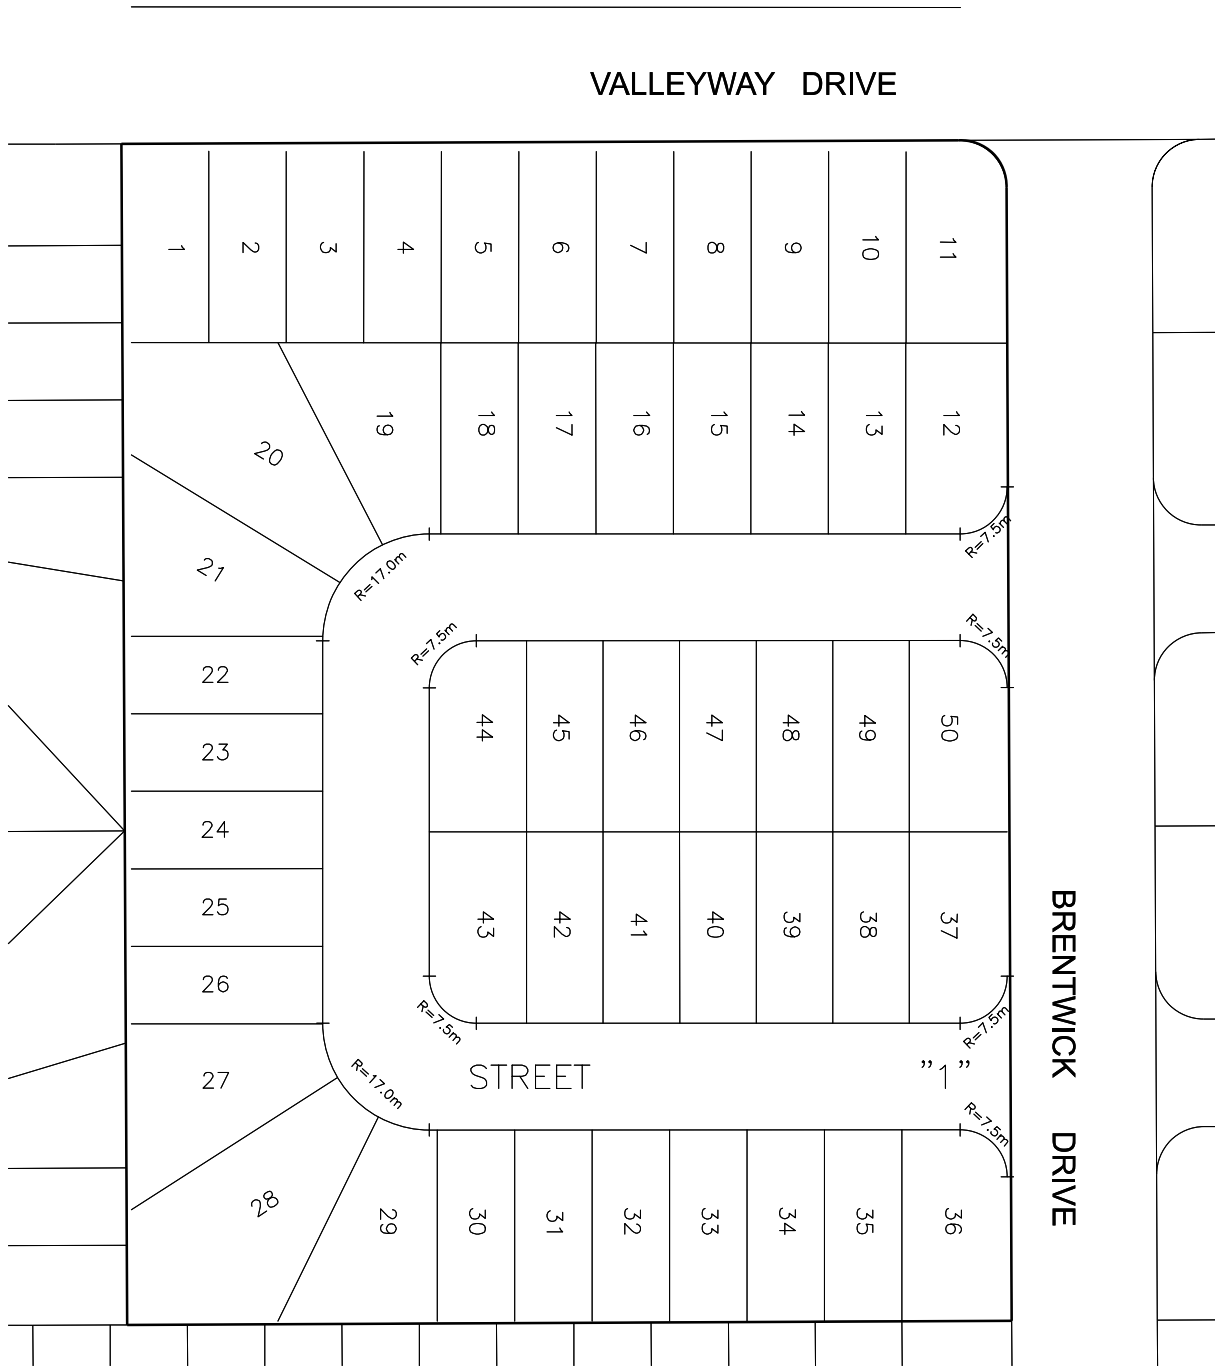 VALLEYWAY DRIVE
1 2 3 4 5 6 7 8 9 10 11
19 18 17 16 15 14 13 12
20
R=7.5m
21
R=17.0m
R=7.5m
R=7.5m
22
44 45 46 47 48 49 50
23
24
25
43 42 41 40 39 38 37
26
R=7.5m
R=7.5m
27
R=17.0m
STREET "1"
R=7.5m
28
29 30 31 32 33 34 35 36
BRENTWICK DRIVE